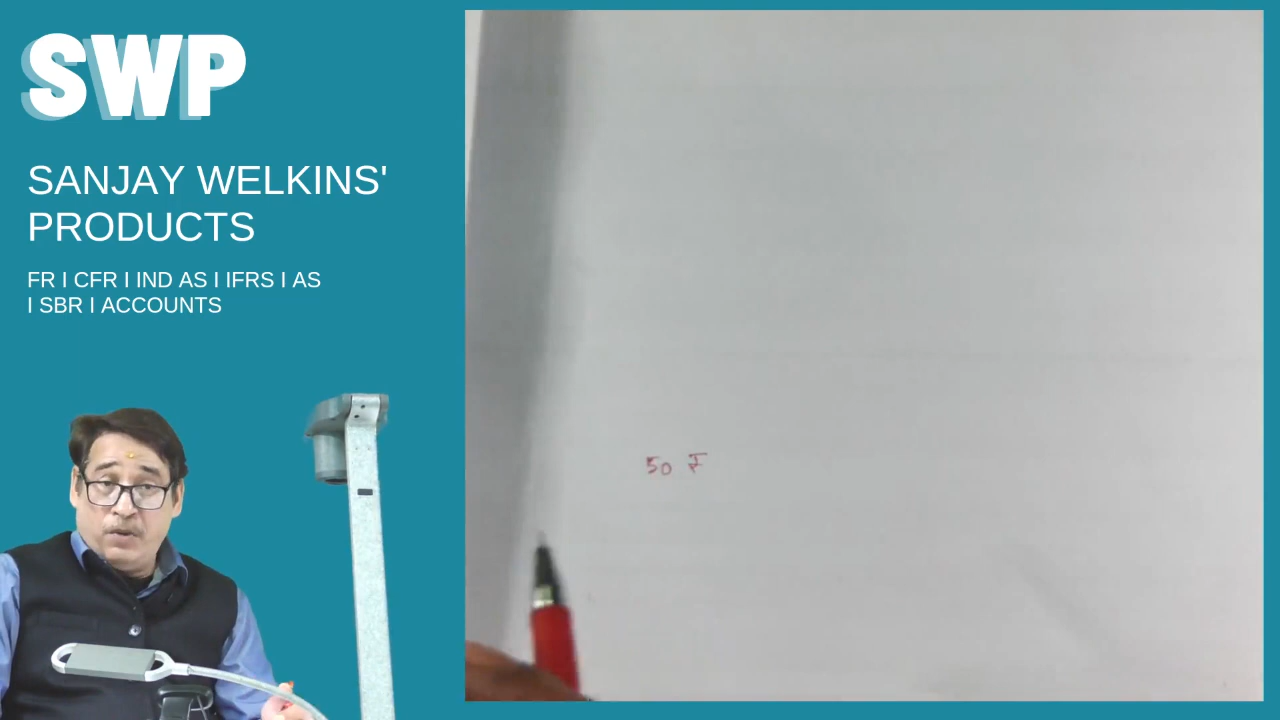 SWP
SANJAY WELKINS'
PRODUCTS
FR I CFR I IND AS I IFRS I AS
I SBR I ACCOUNTS
50 ₹